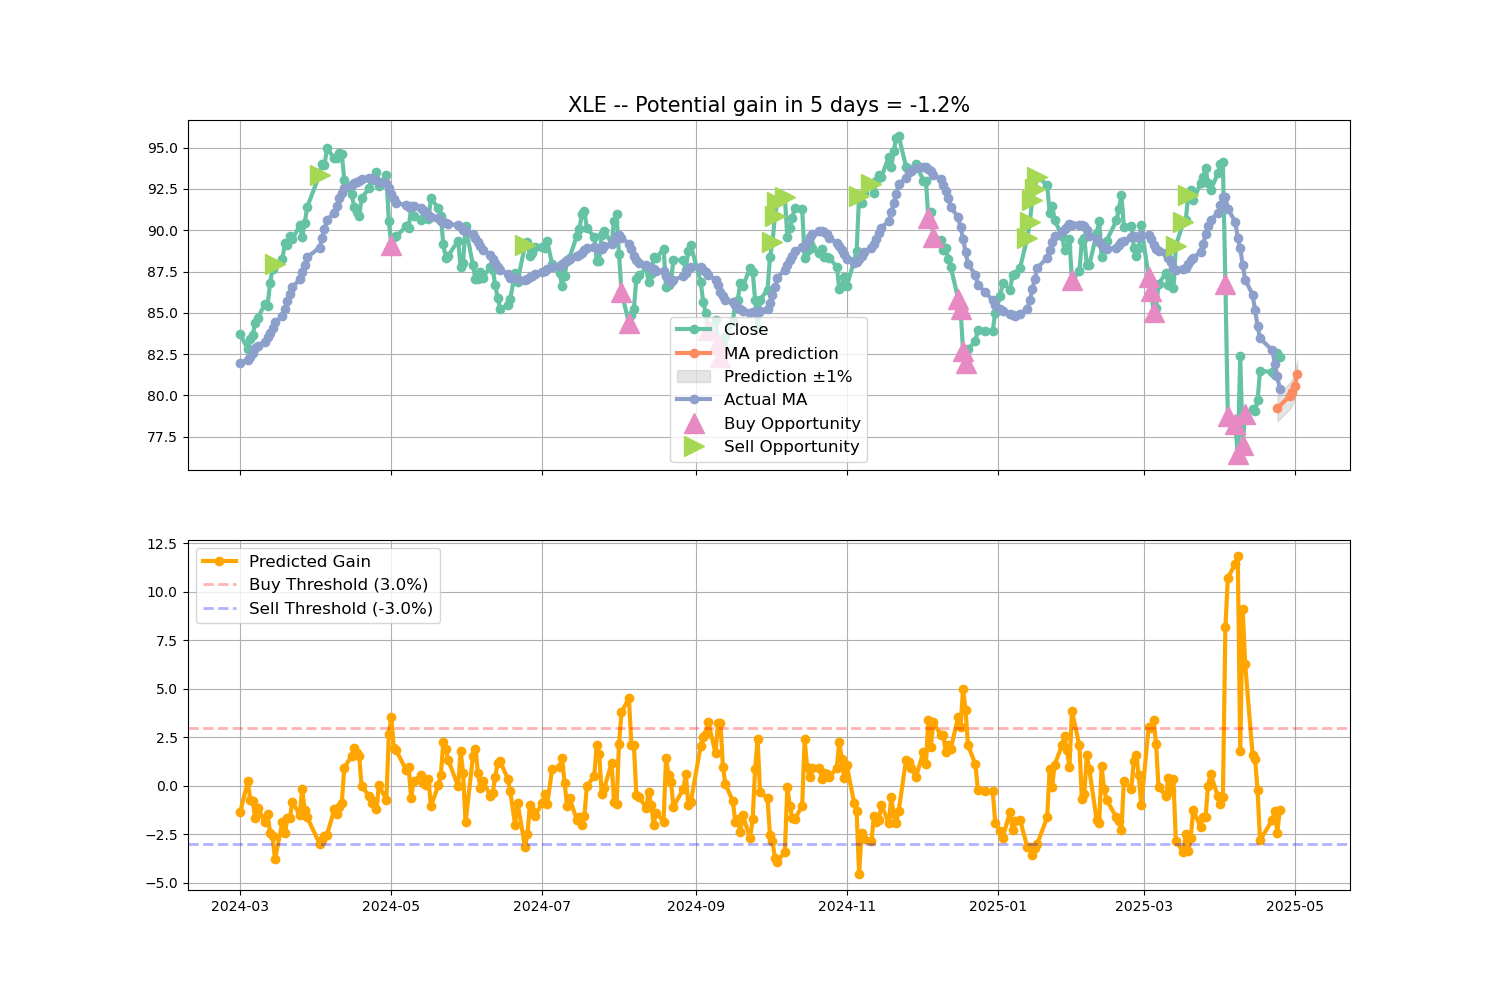 XLE -- Potential gain in 5 days = -1.2%
95.0
92.5
90.0
87.5
85.0
82.5
80.0
77.5
Close
MA prediction
Prediction ±1%
Actual MA
Buy Opportunity
Sell Opportunity
12.5
10.0
7.5
5.0
2.5
0.0
−2.5
−5.0
Predicted Gain
Buy Threshold (3.0%)
Sell Threshold (-3.0%)
2024-03 2024-05 2024-07 2024-09 2024-11 2025-01 2025-03 2025-05